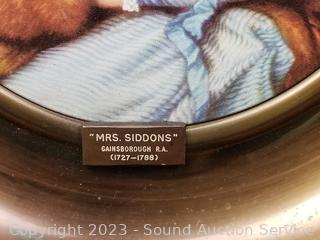 "MRS. SIDDONS"
GAINSBOROUGH R.A.
(1727-1788)
Copyright 2023 - Sound Auction Service